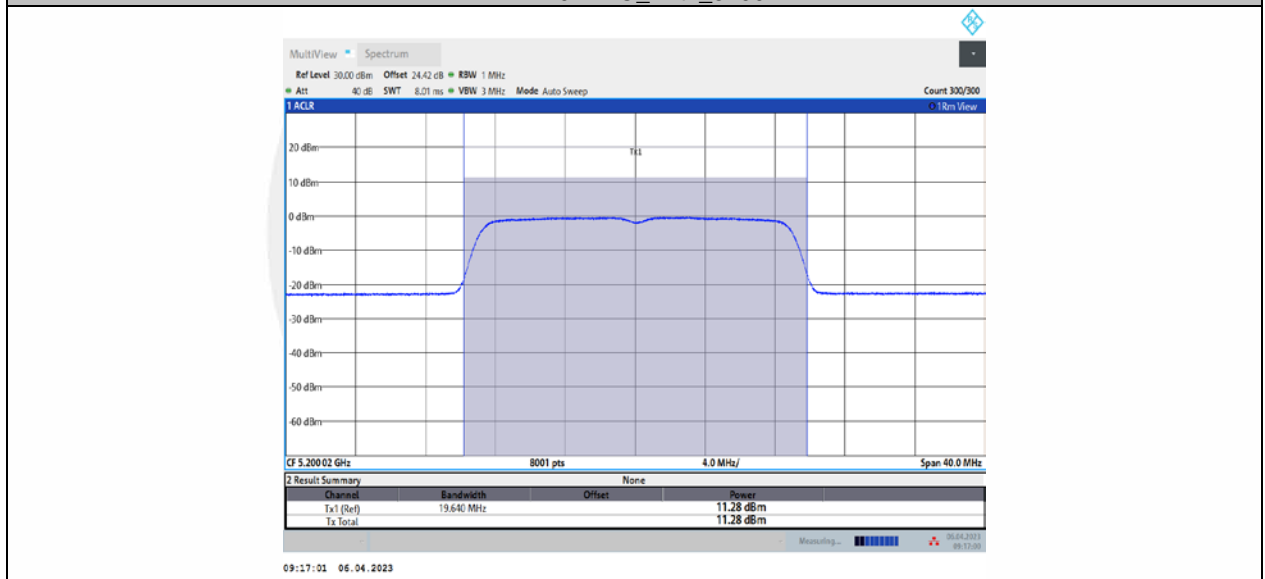 MultiView Spectrum
Ref Level 30.00 dBm Offset 24.42 dB RBW 1 MHz
Att 40 dB SWT 8.01 ms VBW 3 MHz Mode Auto Sweep Count 300/300
1 ACLR 1Rm View
20 dBm
Tx1
10 dBm
0 dBm
-10 dBm
-20 dBm
-30 dBm
-40 dBm
-50 dBm
-60 dBm
CF 5.200 02 GHz 8001 pts 4.0 MHz/ Span 40.0 MHz
2 Result Summary None
Channel Bandwidth Offset Power
Tx1 (Ref) 19.640 MHz 11.28 dBm
Tx Total 11.28 dBm
Measuring... 06.04.2023
09:17:00
09:17:01 06.04.2023